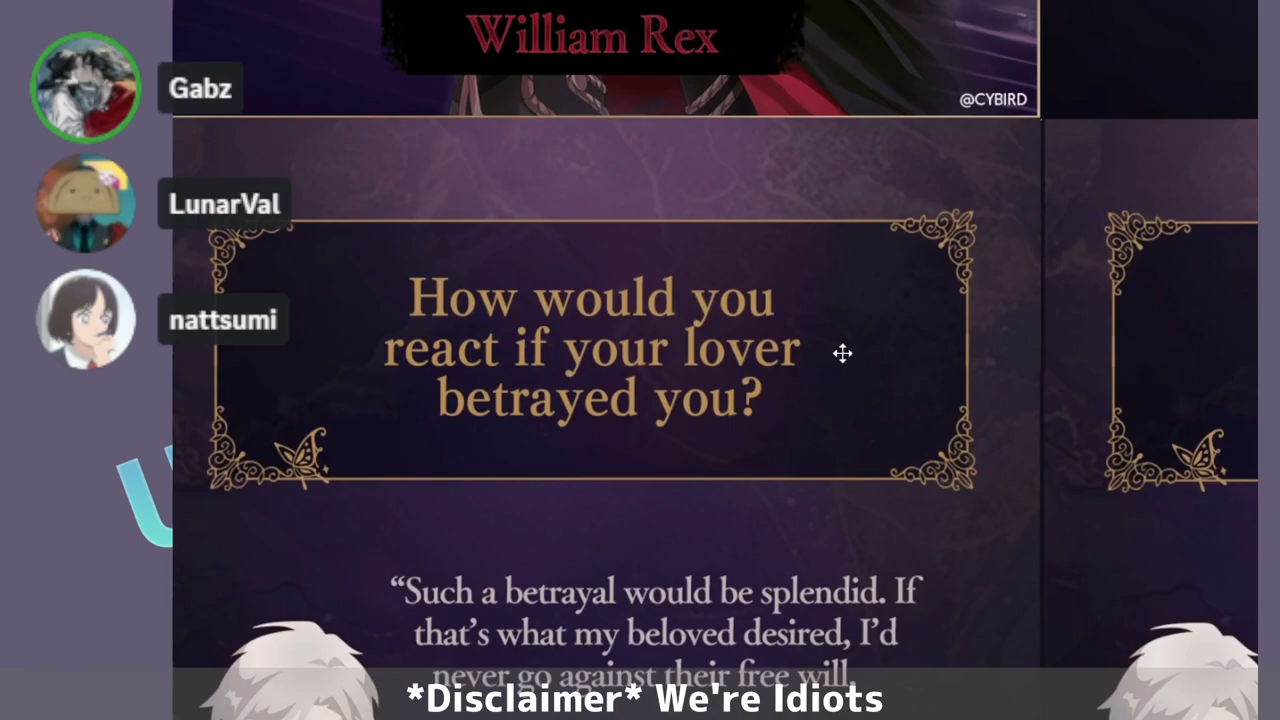 William Rex
@CYBIRD
Gabz
LunarVal
nattsumi
How would you
react if your lover
betrayed you?
“Such a betrayal would be splendid. If
that’s what my beloved desired, I’d
never go against their free will.
*Disclaimer* We're Idiots